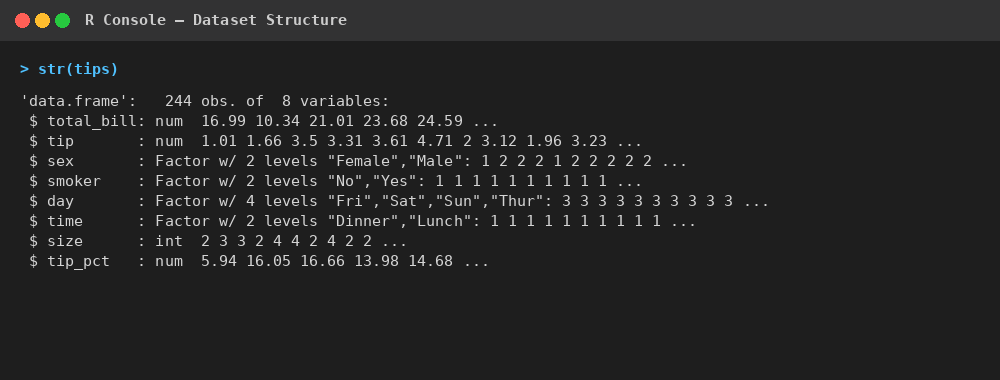 R Console — Dataset Structure
> str(tips)
'data.frame':   244 obs. of  8 variables:
 $ total_bill: num  16.99 10.34 21.01 23.68 24.59 ...
 $ tip       : num  1.01 1.66 3.5 3.31 3.61 4.71 2 3.12 1.96 3.23 ...
 $ sex       : Factor w/ 2 levels "Female","Male": 1 2 2 2 1 2 2 2 2 2 ...
 $ smoker    : Factor w/ 2 levels "No","Yes": 1 1 1 1 1 1 1 1 1 1 ...
 $ day       : Factor w/ 4 levels "Fri","Sat","Sun","Thur": 3 3 3 3 3 3 3 3 3 3 ...
 $ time      : Factor w/ 2 levels "Dinner","Lunch": 1 1 1 1 1 1 1 1 1 1 ...
 $ size      : int  2 3 3 2 4 4 2 4 2 2 ...
 $ tip_pct   : num  5.94 16.05 16.66 13.98 14.68 ...